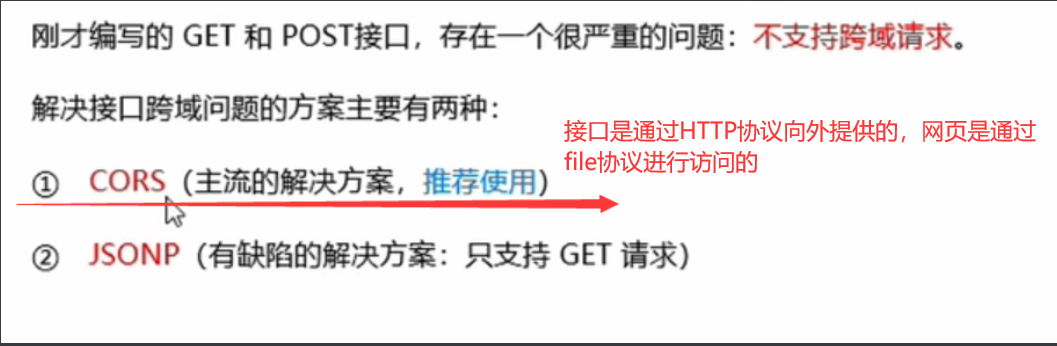 刚才编写的 GET 和 POST接口，存在一个很严重的问题：不支持跨域请求。
解决接口跨域问题的方案主要有两种：
接口是通过HTTP协议向外提供的，网页是通过
file协议进行访问的
① CORS（主流的解决方案，推荐使用）
② JSONP（有缺陷的解决方案：只支持 GET 请求）